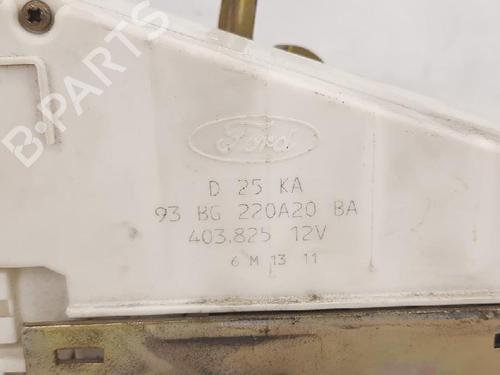 B-PARTS
Ford
D 25 KA
93 BG 220A20 BA
403.825 12V
6 M 13 11